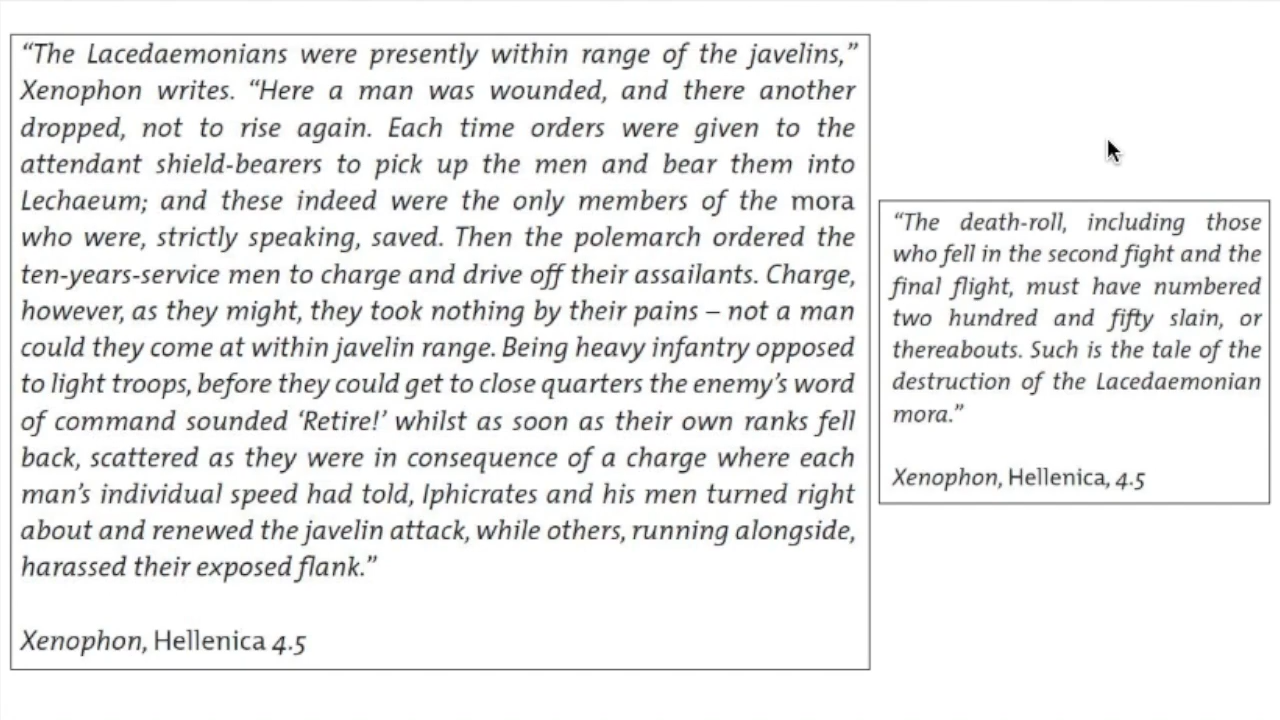 “The Lacedaemonians were presently within range of the javelins,”
Xenophon writes. “Here a man was wounded, and there another
dropped, not to rise again. Each time orders were given to the
attendant shield-bearers to pick up the men and bear them into
Lechaeum; and these indeed were the only members of the mora
who were, strictly speaking, saved. Then the polemarch ordered the
ten-years-service men to charge and drive off their assailants. Charge,
however, as they might, they took nothing by their pains – not a man
could they come at within javelin range. Being heavy infantry opposed
to light troops, before they could get to close quarters the enemy’s word
of command sounded ‘Retire!’ whilst as soon as their own ranks fell
back, scattered as they were in consequence of a charge where each
man’s individual speed had told, Iphicrates and his men turned right
about and renewed the javelin attack, while others, running alongside,
harassed their exposed flank.”
Xenophon, Hellenica 4.5
“The death-roll, including those
who fell in the second fight and the
final flight, must have numbered
two hundred and fifty slain, or
thereabouts. Such is the tale of the
destruction of the Lacedaemonian
mora.”
Xenophon, Hellenica, 4.5